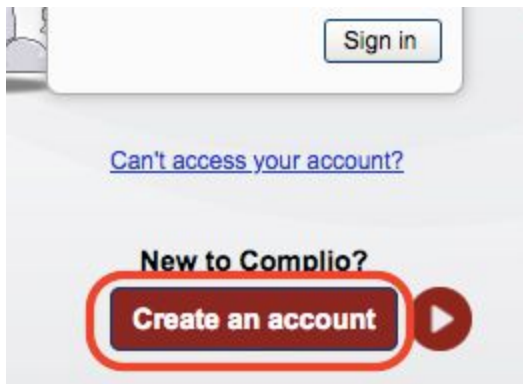 Sign in
Can't access your account?
New to Complio?
Create an account